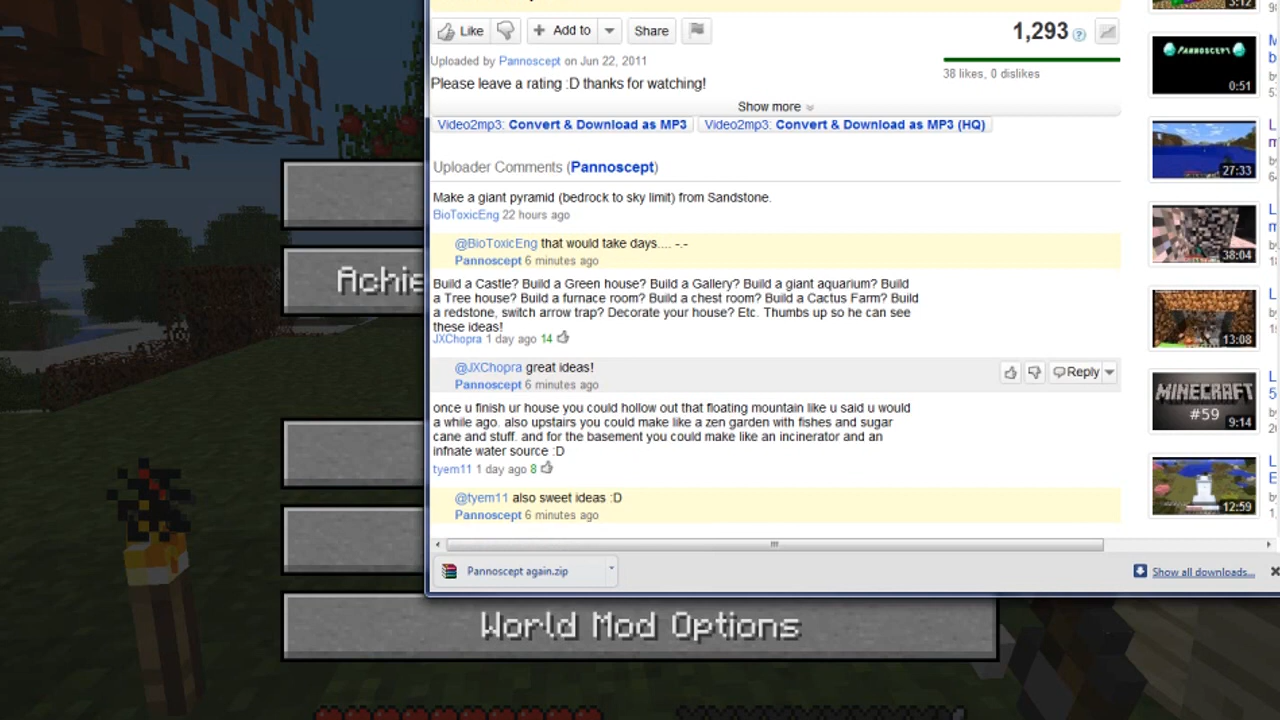 3:12
Like
Add to
Share
1,293
Uploaded by Pannoscept on Jun 22, 2011
38 likes, 0 dislikes
Please leave a rating :D thanks for watching!
Show more
Video2mp3: Convert & Download as MP3
Video2mp3: Convert & Download as MP3 (HQ)
Uploader Comments (Pannoscept)
Make a giant pyramid (bedrock to sky limit) from Sandstone.
BioToxicEng 22 hours ago
@BioToxicEng that would take days.... -.-
Pannoscept 6 minutes ago
Build a Castle? Build a Green house? Build a Gallery? Build a giant aquarium? Build
a Tree house? Build a furnace room? Build a chest room? Build a Cactus Farm? Build
a redstone, switch arrow trap? Decorate your house? Etc. Thumbs up so he can see
these ideas!
JXChopra 1 day ago 14
@JXChopra great ideas!
Pannoscept 6 minutes ago
Reply
once u finish ur house you could hollow out that floating mountain like u said u would
a while ago. also upstairs you could make like a zen garden with fishes and sugar
cane and stuff. and for the basement you could make like an incinerator and an
infnate water source :D
tyem11 1 day ago 8
@tyem11 also sweet ideas :D
Pannoscept 6 minutes ago
PANNOSCEPT
0:51
27:33
38:04
13:08
MINECRAFT
#59
9:14
12:59
Pannoscept again.zip
Show all downloads...
Achie
World Mod Options